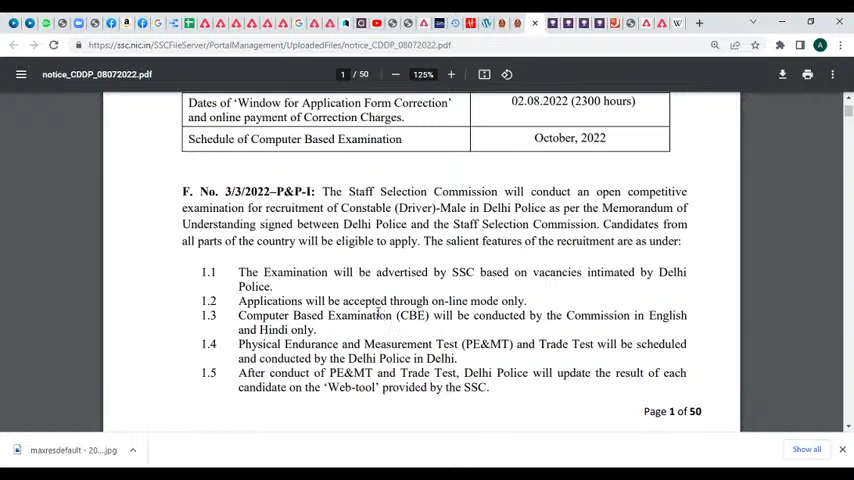 https://ssc.nic.in/SSCFileServer/PortalManagement/UploadedFiles/notice_CDDP_08072022.pdf
notice_CDDP_08072022.pdf
1 / 50
125%
Dates of ‘Window for Application Form Correction’ and online payment of Correction Charges.
02.08.2022 (2300 hours)
Schedule of Computer Based Examination
October, 2022
F. No. 3/3/2022–P&P-I: The Staff Selection Commission will conduct an open competitive
examination for recruitment of Constable (Driver)-Male in Delhi Police as per the Memorandum of
Understanding signed between Delhi Police and the Staff Selection Commission. Candidates from
all parts of the country will be eligible to apply. The salient features of the recruitment are as under:
1.1 The Examination will be advertised by SSC based on vacancies intimated by Delhi
Police.
1.2 Applications will be accepted through on-line mode only.
1.3 Computer Based Examination (CBE) will be conducted by the Commission in English
and Hindi only.
1.4 Physical Endurance and Measurement Test (PE&MT) and Trade Test will be scheduled
and conducted by the Delhi Police in Delhi.
1.5 After conduct of PE&MT and Trade Test, Delhi Police will update the result of each
candidate on the ‘Web-tool’ provided by the SSC.
Page 1 of 50
maxresdefault - 20....jpg
Show all